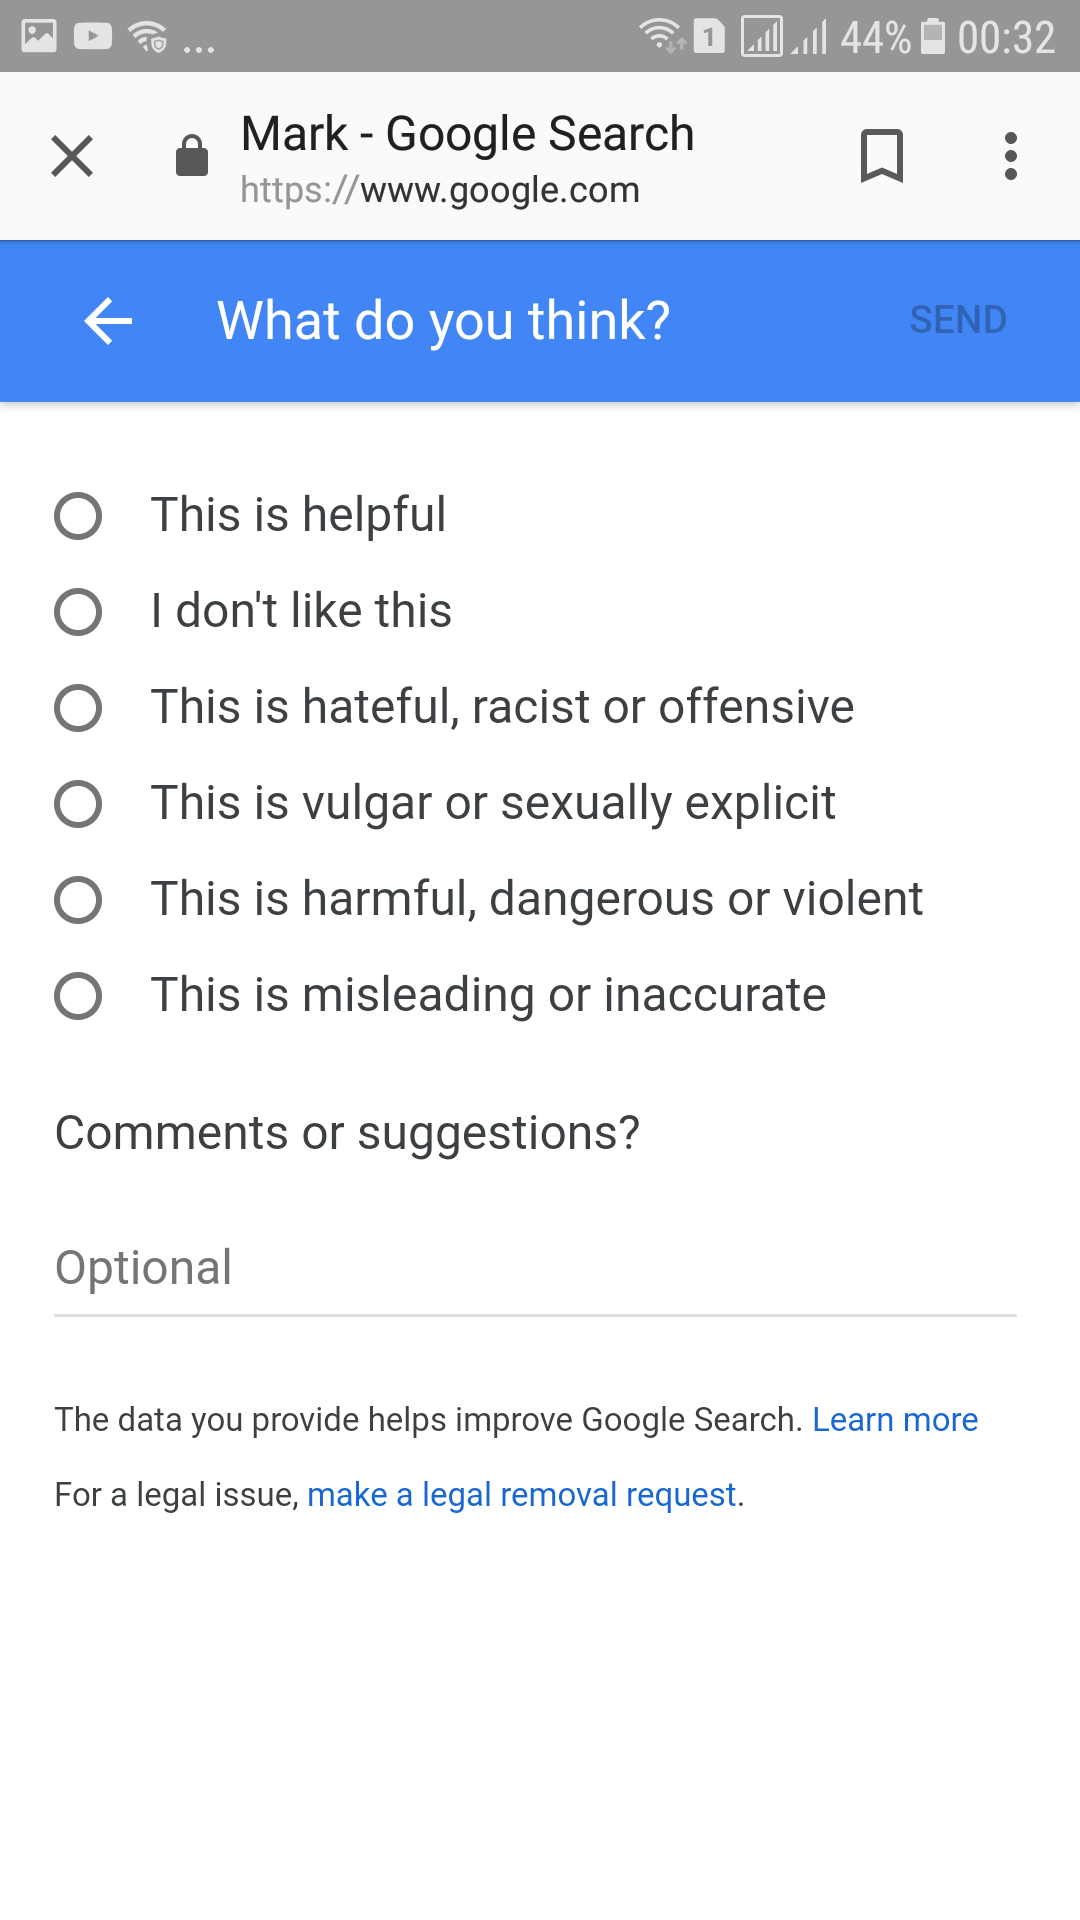 ... 1 44% 00:32
Mark - Google Search
https://www.google.com
What do you think? SEND
This is helpful
I don't like this
This is hateful, racist or offensive
This is vulgar or sexually explicit
This is harmful, dangerous or violent
This is misleading or inaccurate
Comments or suggestions?
Optional
The data you provide helps improve Google Search. Learn more
For a legal issue, make a legal removal request.